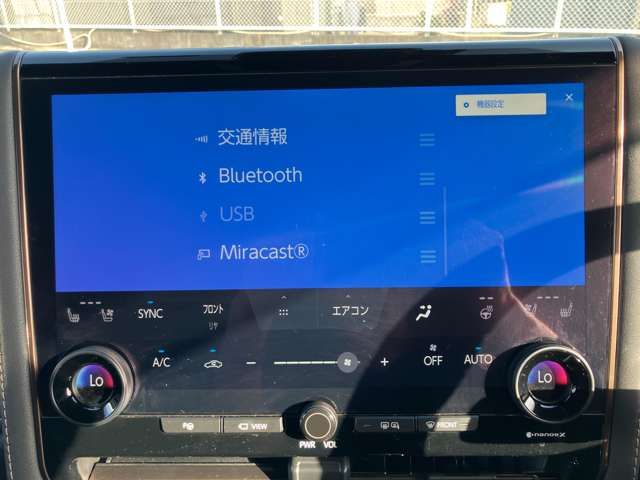 機器設定
交通情報
Bluetooth
USB
Miracast®
SYNC
フロント
リヤ
エアコン
A/C
OFF
AUTO
Lo
Lo
VIEW
FRONT
PWR VOL
nanoeX